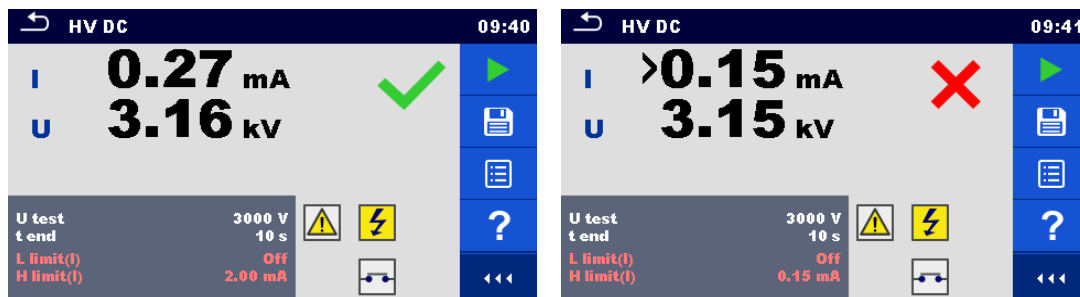 HV DC 09:40
I 0.27 mA
U 3.16 kV
U test 3000 V
t end 10 s
L limit(I) Off
H limit(I) 2.00 mA
?
HV DC 09:41
I >0.15 mA
U 3.15 kV
U test 3000 V
t end 10 s
L limit(I) Off
H limit(I) 0.15 mA
?